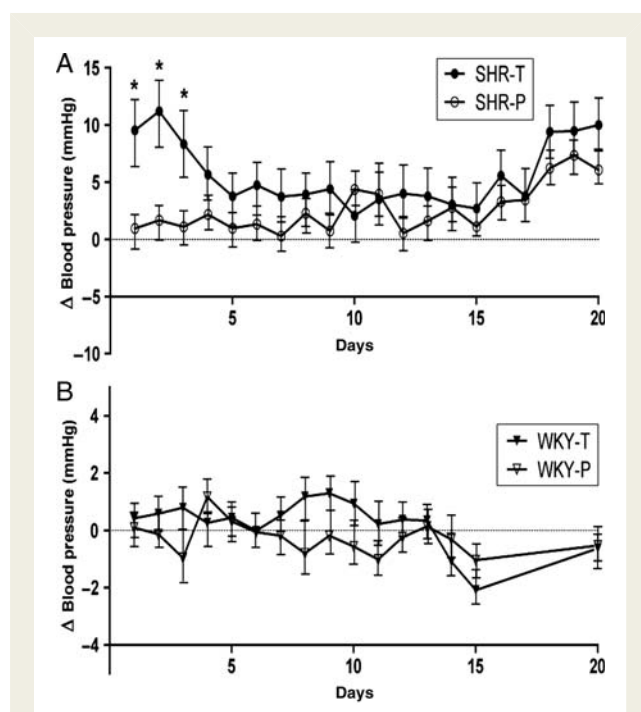 A
15
10
5
0
–5
–10
Δ Blood pressure (mmHg)
* * *
SHR-T
SHR-P
5 10 15 20
Days
B
4
2
0
–2
–4
Δ Blood pressure (mmHg)
WKY-T
WKY-P
5 10 15 20
Days